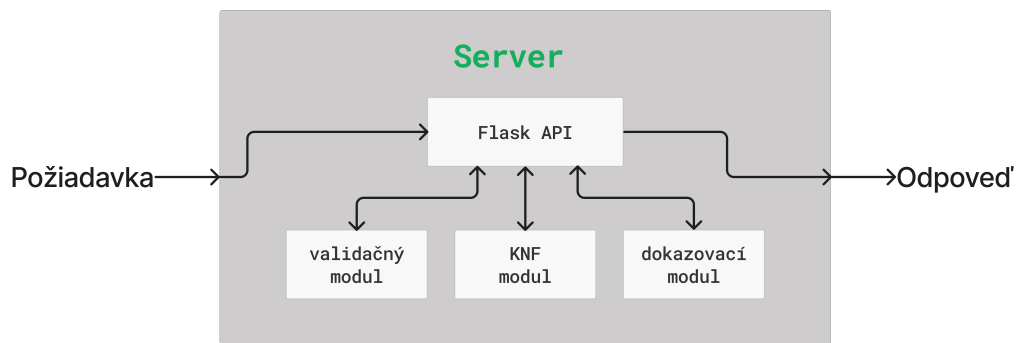 Server
Flask API
Požiadavka
Odpoveď
validačný
modul
KNF
modul
dokazovací
modul